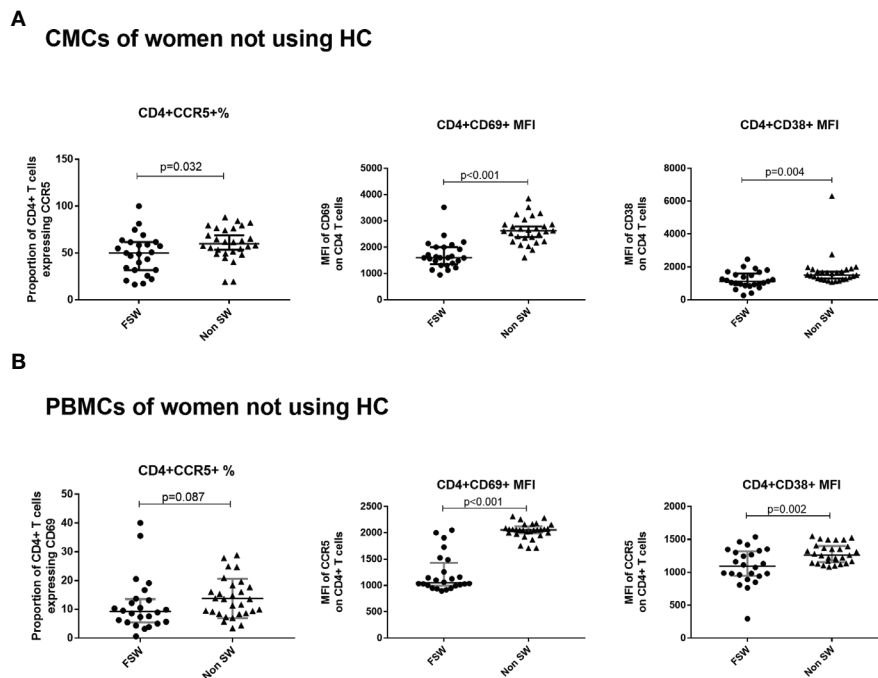 A
CMCs of women not using HC
CD4+CCR5+%
Proportion of CD4+ T cells
expressing CCR5
150
100
50
0
p=0.032
FSW
Non SW
CD4+CD69+ MFI
MFI of CD69
on CD4 T cells
5000
4000
3000
2000
1000
0
p<0.001
FSW
Non SW
CD4+CD38+ MFI
MFI of CD38
on CD4 T cells
8000
6000
4000
2000
0
p=0.004
FSW
Non SW
B
PBMCs of women not using HC
CD4+CCR5+ %
Proportion of CD4+ T cells
expressing CD69
50
40
30
20
10
0
p=0.087
FSW
Non SW
CD4+CD69+ MFI
MFI of CCR5
on CD4+ T cells
2500
2000
1500
1000
500
0
p<0.001
FSW
Non SW
CD4+CD38+ MFI
MFI of CCR5
on CD4+ T cells
2000
1500
1000
500
0
p=0.002
FSW
Non SW